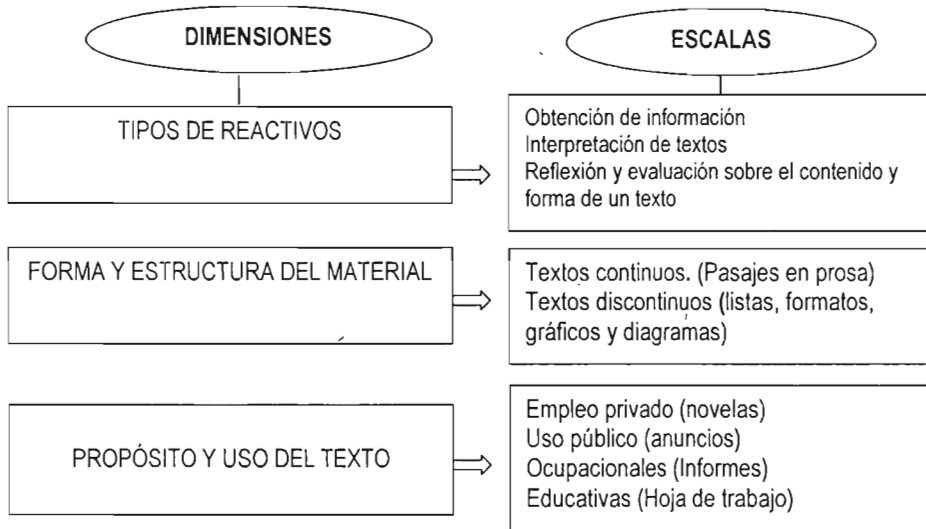 DIMENSIONES
ESCALAS
TIPOS DE REACTIVOS
Obtención de información
Interpretación de textos
Reflexión y evaluación sobre el contenido y
forma de un texto
FORMA Y ESTRUCTURA DEL MATERIAL
Textos continuos. (Pasajes en prosa)
Textos discontinuos (listas, formatos,
gráficos y diagramas)
PROPÓSITO Y USO DEL TEXTO
Empleo privado (novelas)
Uso público (anuncios)
Ocupacionales (Informes)
Educativas (Hoja de trabajo)